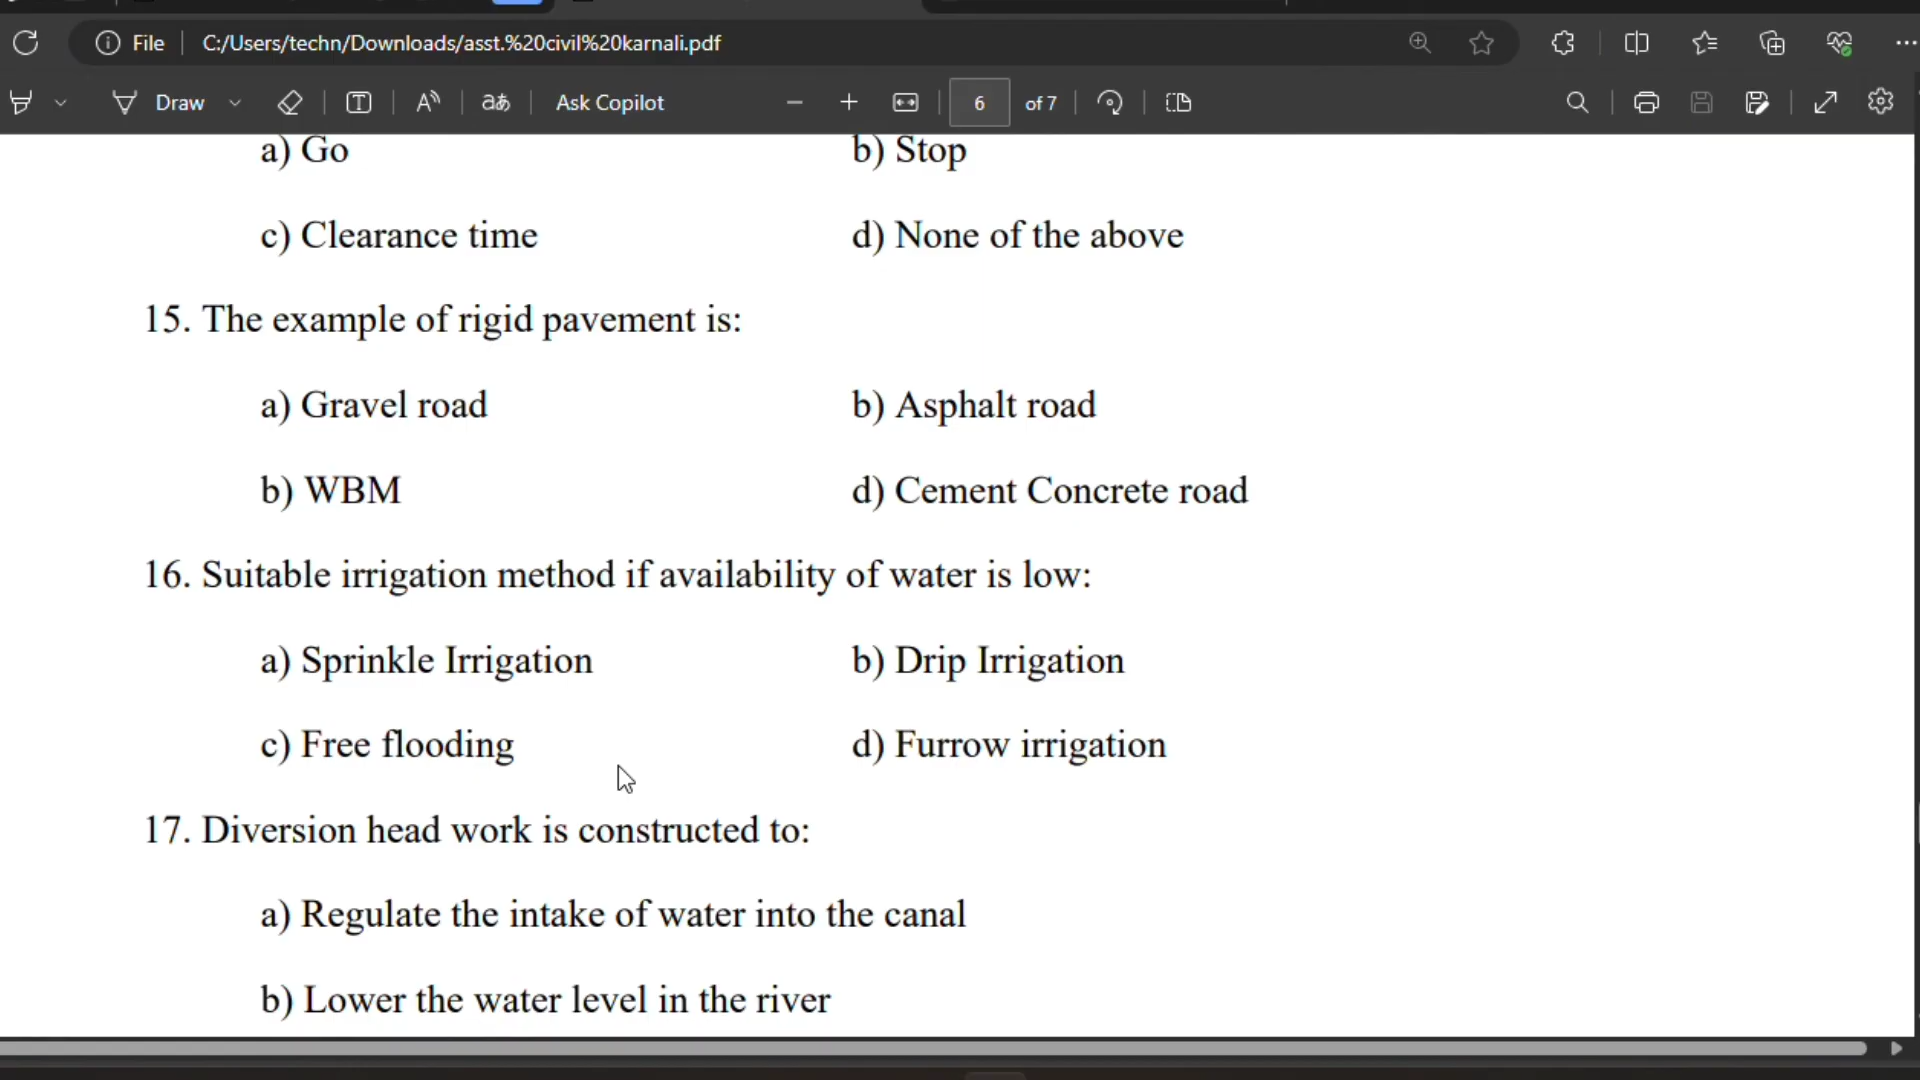 File C:/Users/techn/Downloads/asst.%20civil%20karnali.pdf
Draw aあ Ask Copilot 6 of 7
a) Go b) Stop
c) Clearance time d) None of the above
15. The example of rigid pavement is:
a) Gravel road b) Asphalt road
b) WBM d) Cement Concrete road
16. Suitable irrigation method if availability of water is low:
a) Sprinkle Irrigation b) Drip Irrigation
c) Free flooding d) Furrow irrigation
17. Diversion head work is constructed to:
a) Regulate the intake of water into the canal
b) Lower the water level in the river